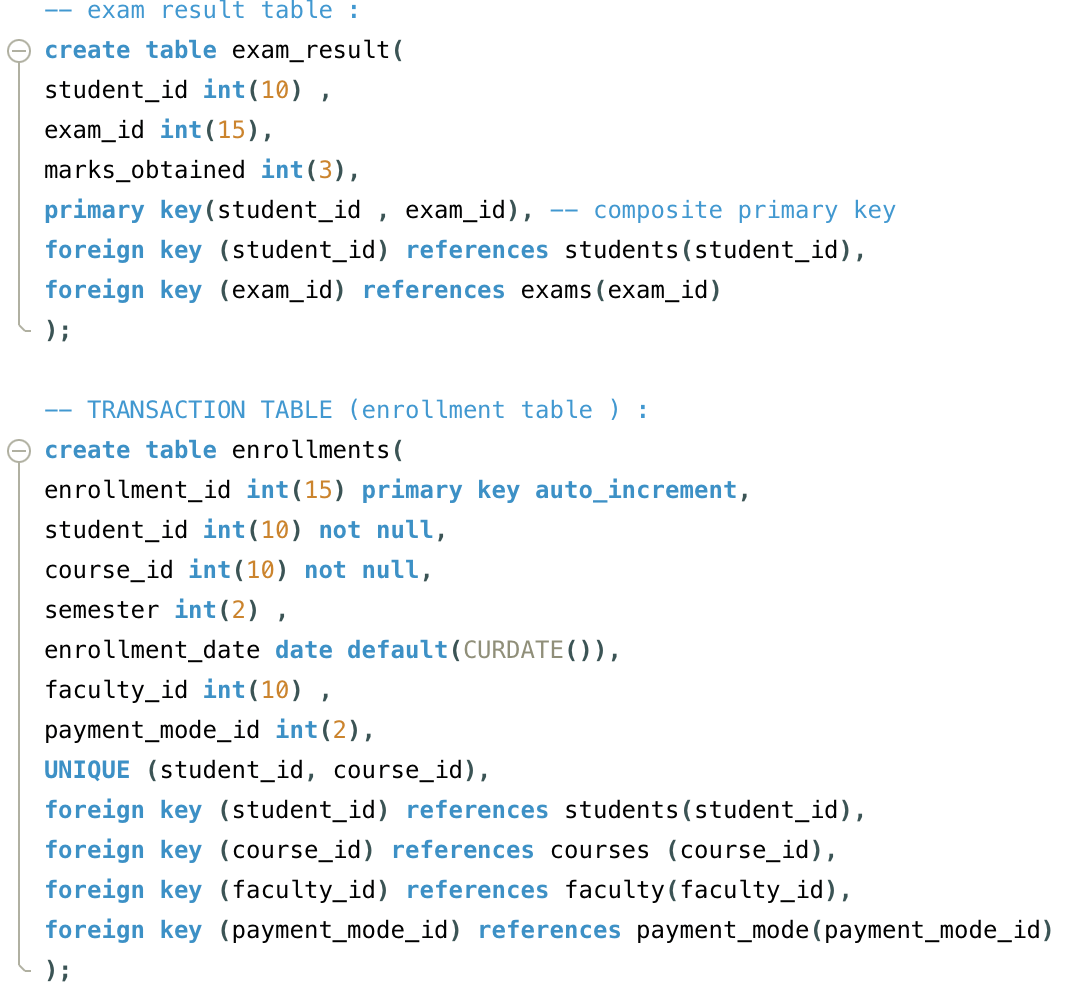 -- exam result table :
create table exam_result(
student_id int(10) ,
exam_id int(15),
marks_obtained int(3),
primary key(student_id , exam_id), -- composite primary key
foreign key (student_id) references students(student_id),
foreign key (exam_id) references exams(exam_id)
);
-- TRANSACTION TABLE (enrollment table ) :
create table enrollments(
enrollment_id int(15) primary key auto_increment,
student_id int(10) not null,
course_id int(10) not null,
semester int(2) ,
enrollment_date date default(CURDATE()),
faculty_id int(10) ,
payment_mode_id int(2),
UNIQUE (student_id, course_id),
foreign key (student_id) references students(student_id),
foreign key (course_id) references courses (course_id),
foreign key (faculty_id) references faculty(faculty_id),
foreign key (payment_mode_id) references payment_mode(payment_mode_id)
);